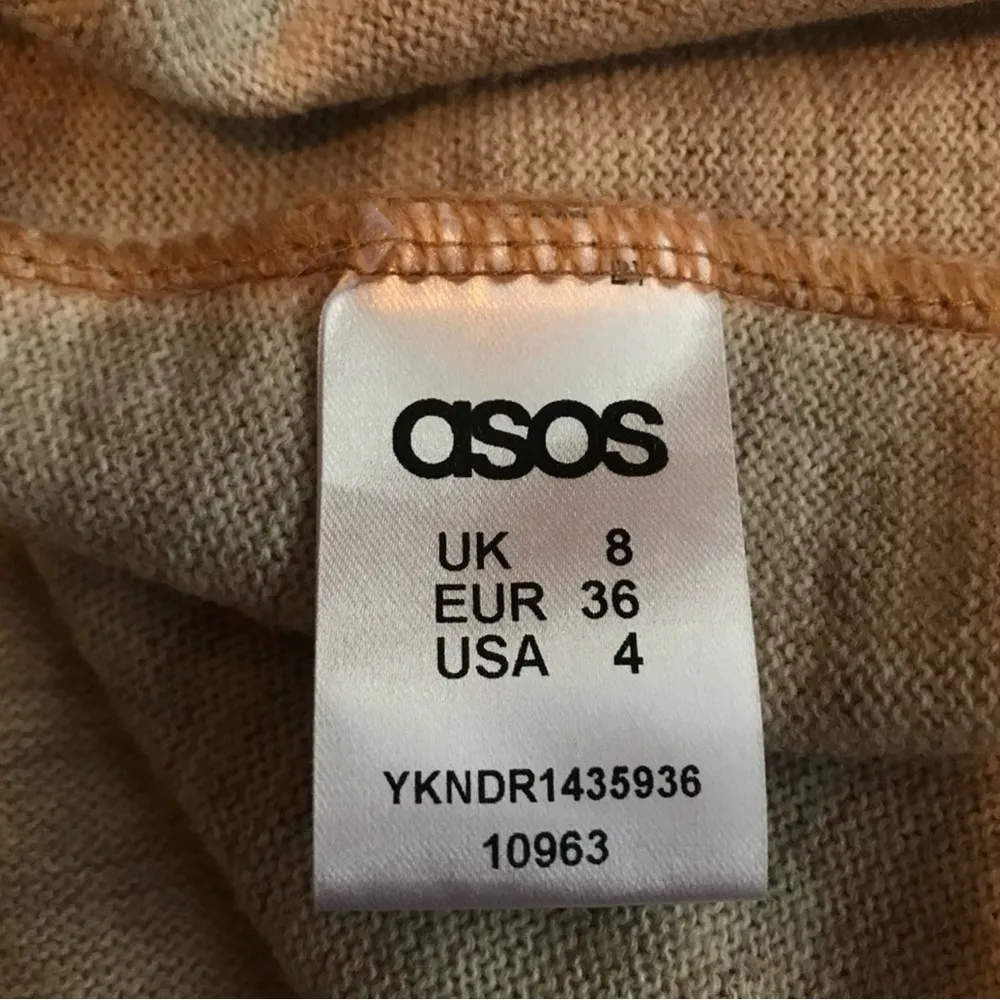 asos
UK 8
EUR 36
USA 4
YKNDR1435936
10963